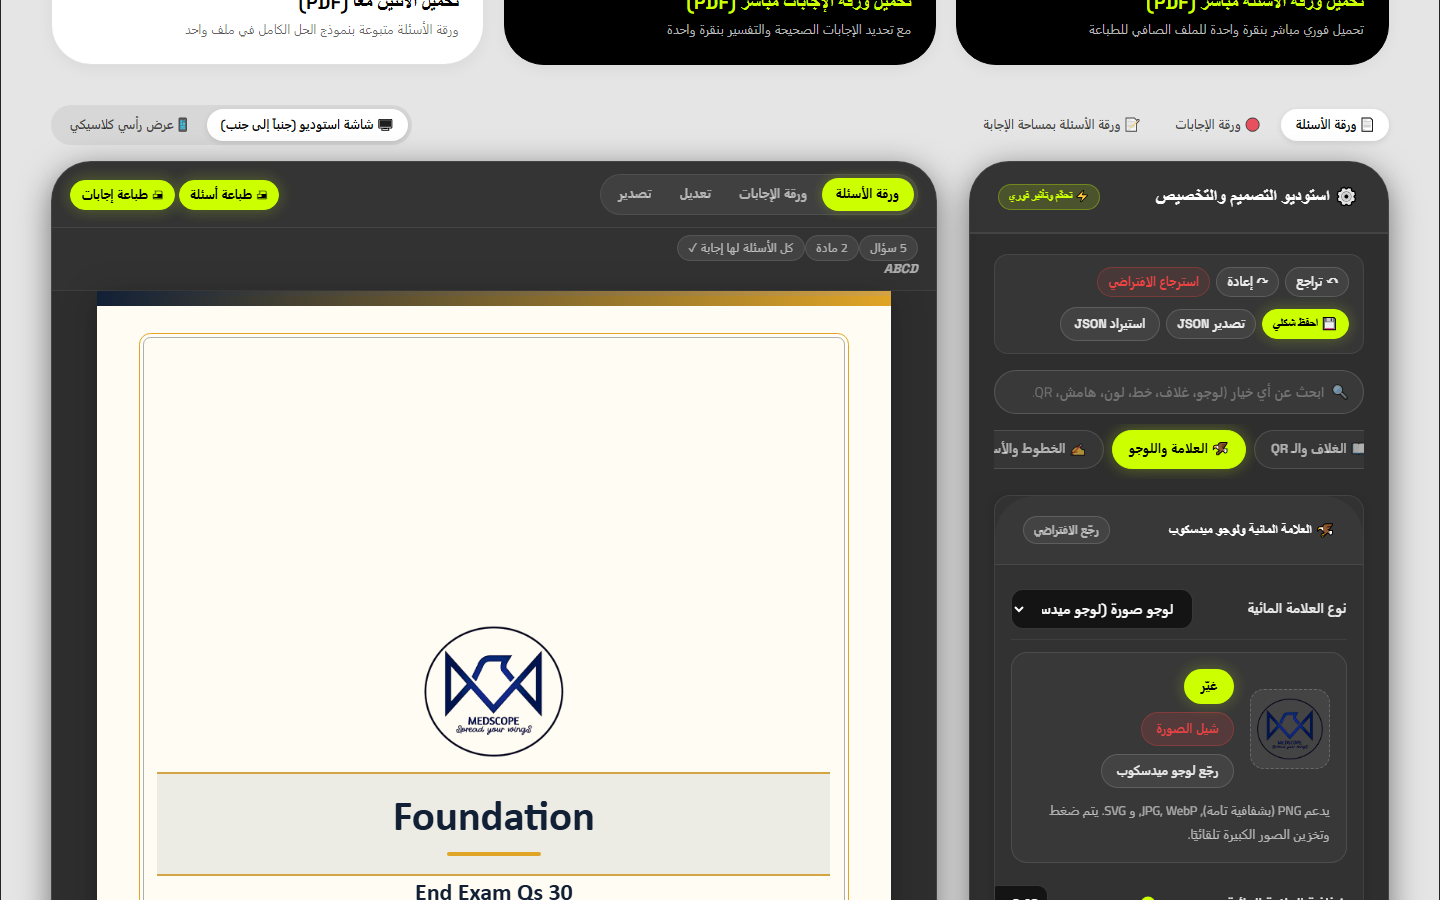 تحميل ورقة الأسئلة مباشر (PDF)
تحميل فوري مباشر بنقرة واحدة للملف الصافي للطباعة
تحميل ورقة الإجابات مباشر (PDF)
مع تحديد الإجابات الصحيحة والتفسير بنقرة واحدة
تحميل الاثنين معاً (PDF)
ورقة الأسئلة متبوعة بنموذج الحل الكامل في ملف واحد
ورقة الأسئلة
ورقة الإجابات
ورقة الأسئلة بمساحة الإجابة
شاشة استوديو (جنباً إلى جنب)
عرض رأسي كلاسيكي
استوديو التصميم والتخصيص
تحكّم وتأثير فوري
↶ تراجع
↷ إعادة
استرجاع الافتراضي
احفظ شكلي
تصدير JSON
استيراد JSON
ابحث عن أي خيار (لوجو، غلاف، خط، لون، هامش، QR.
الغلاف والـ QR
العلامة واللوجو
الخطوط والأس
العلامة المائية ولوجو ميدسكوب
رجّع الافتراضي
نوع العلامة المائية
لوجو صورة (لوجو ميدس
غيّر
شيل الصورة
رجّع لوجو ميدسكوب
MEDSCOPE
يدعم PNG (بشفافية تامة), JPG, WebP, و SVG. يتم ضغط
وتخزين الصور الكبيرة تلقائيًا.
ورقة الأسئلة
ورقة الإجابات
تعديل
تصدير
طباعة أسئلة
طباعة إجابات
5 سؤال
2 مادة
كل الأسئلة لها إجابة ✓
ABCD
MEDSCOPE
Spread your wings
Foundation
End Exam Qs 30